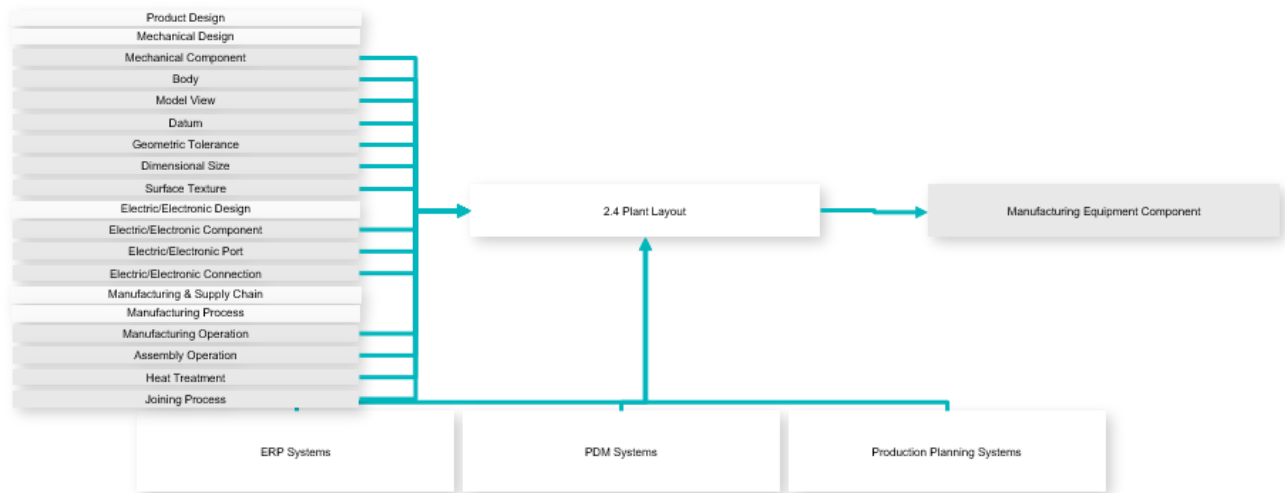 Product Design
Mechanical Design
Mechanical Component
Body
Model View
Datum
Geometric Tolerance
Dimensional Size
Surface Texture
Electric/Electronic Design
Electric/Electronic Component
Electric/Electronic Port
Electric/Electronic Connection
Manufacturing & Supply Chain
Manufacturing Process
Manufacturing Operation
Assembly Operation
Heat Treatment
Joining Process
2.4 Plant Layout
Manufacturing Equipment Component
ERP Systems
PDM Systems
Production Planning Systems